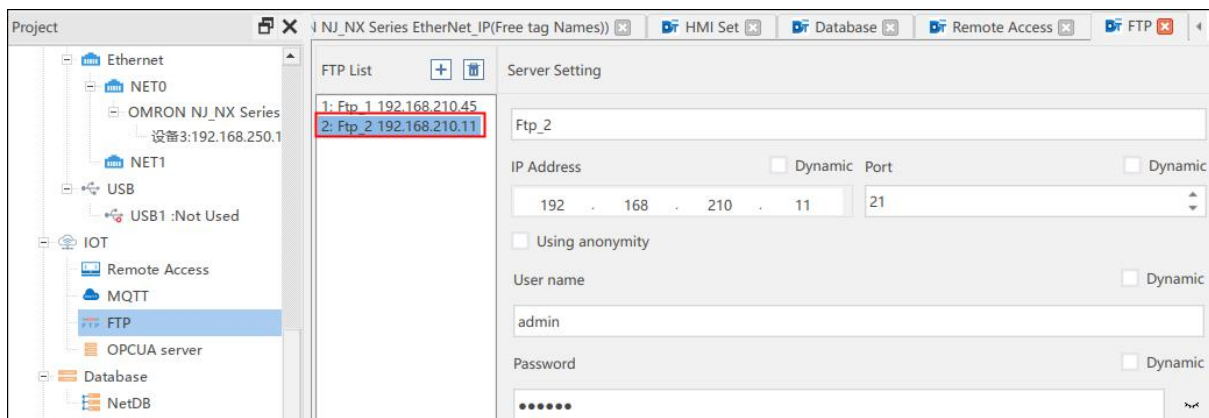 Project
N NJ_NX Series EtherNet_IP(Free tag Names))
HMI Set
Database
Remote Access
FTP
Ethernet
NET0
OMRON NJ_NX Series
设备3:192.168.250.1
NET1
USB
USB1 :Not Used
IOT
Remote Access
MQTT
FTP
OPCUA server
Database
NetDB
FTP List
1: Ftp_1 192.168.210.45
2: Ftp_2 192.168.210.11
Server Setting
Ftp_2
IP Address
Dynamic
Port
Dynamic
192 . 168 . 210 . 11
21
Using anonymity
User name
Dynamic
admin
Password
Dynamic
●●●●●●